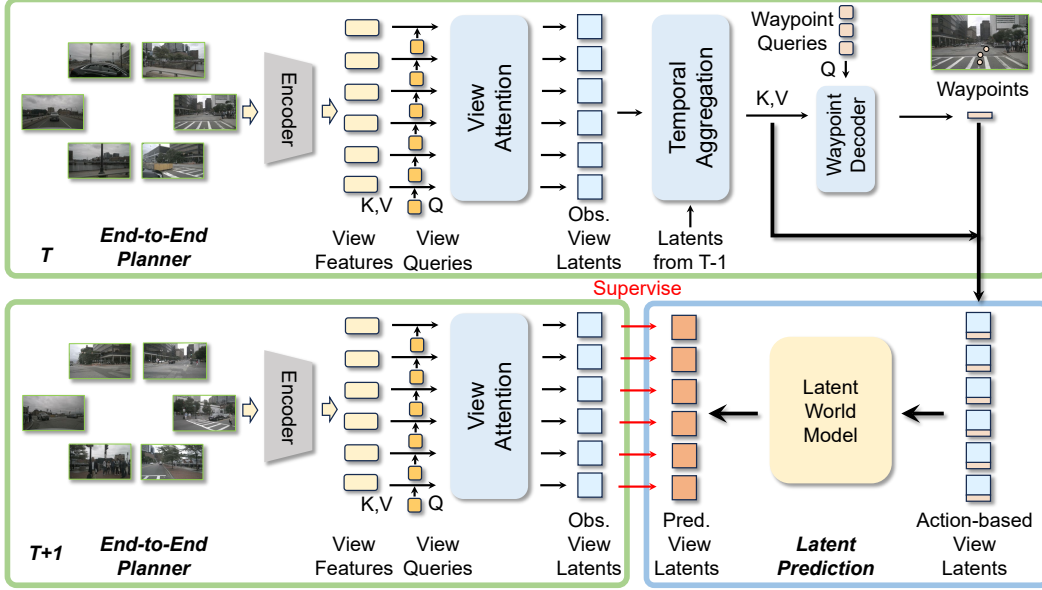 Encoder
K,V
Q
View
Features
View
Queries
View
Attention
Obs.
View
Latents
Temporal
Aggregation
Latents
from T-1
Waypoint
Queries
Q
K,V
Waypoint
Decoder
Waypoints
T
End-to-End
Planner
Supervise
Encoder
K,V
Q
View
Features
View
Queries
View
Attention
Obs.
View
Latents
Pred.
View
Latents
Latent
World
Model
Latent
Prediction
Action-based
View
Latents
T+1
End-to-End
Planner